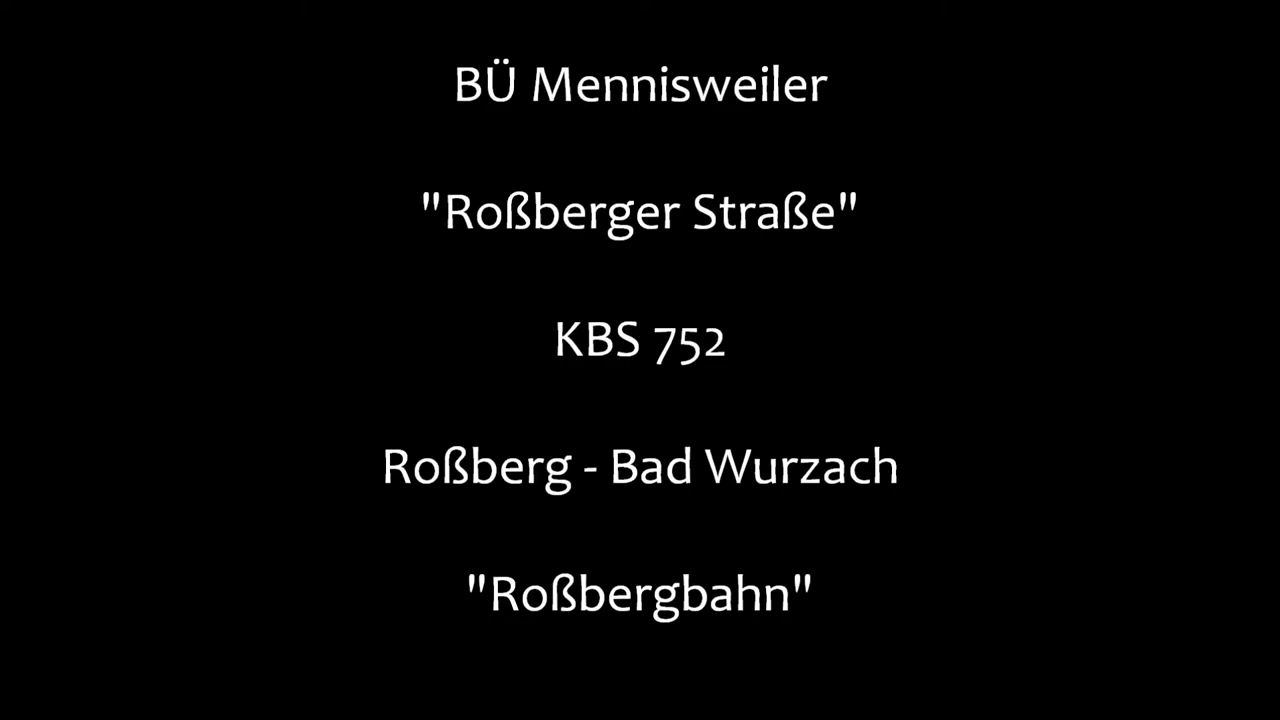 BÜ Mennisweiler
"Roßberger Straße"
KBS 752
Roßberg - Bad Wurzach
"Roßbergbahn"